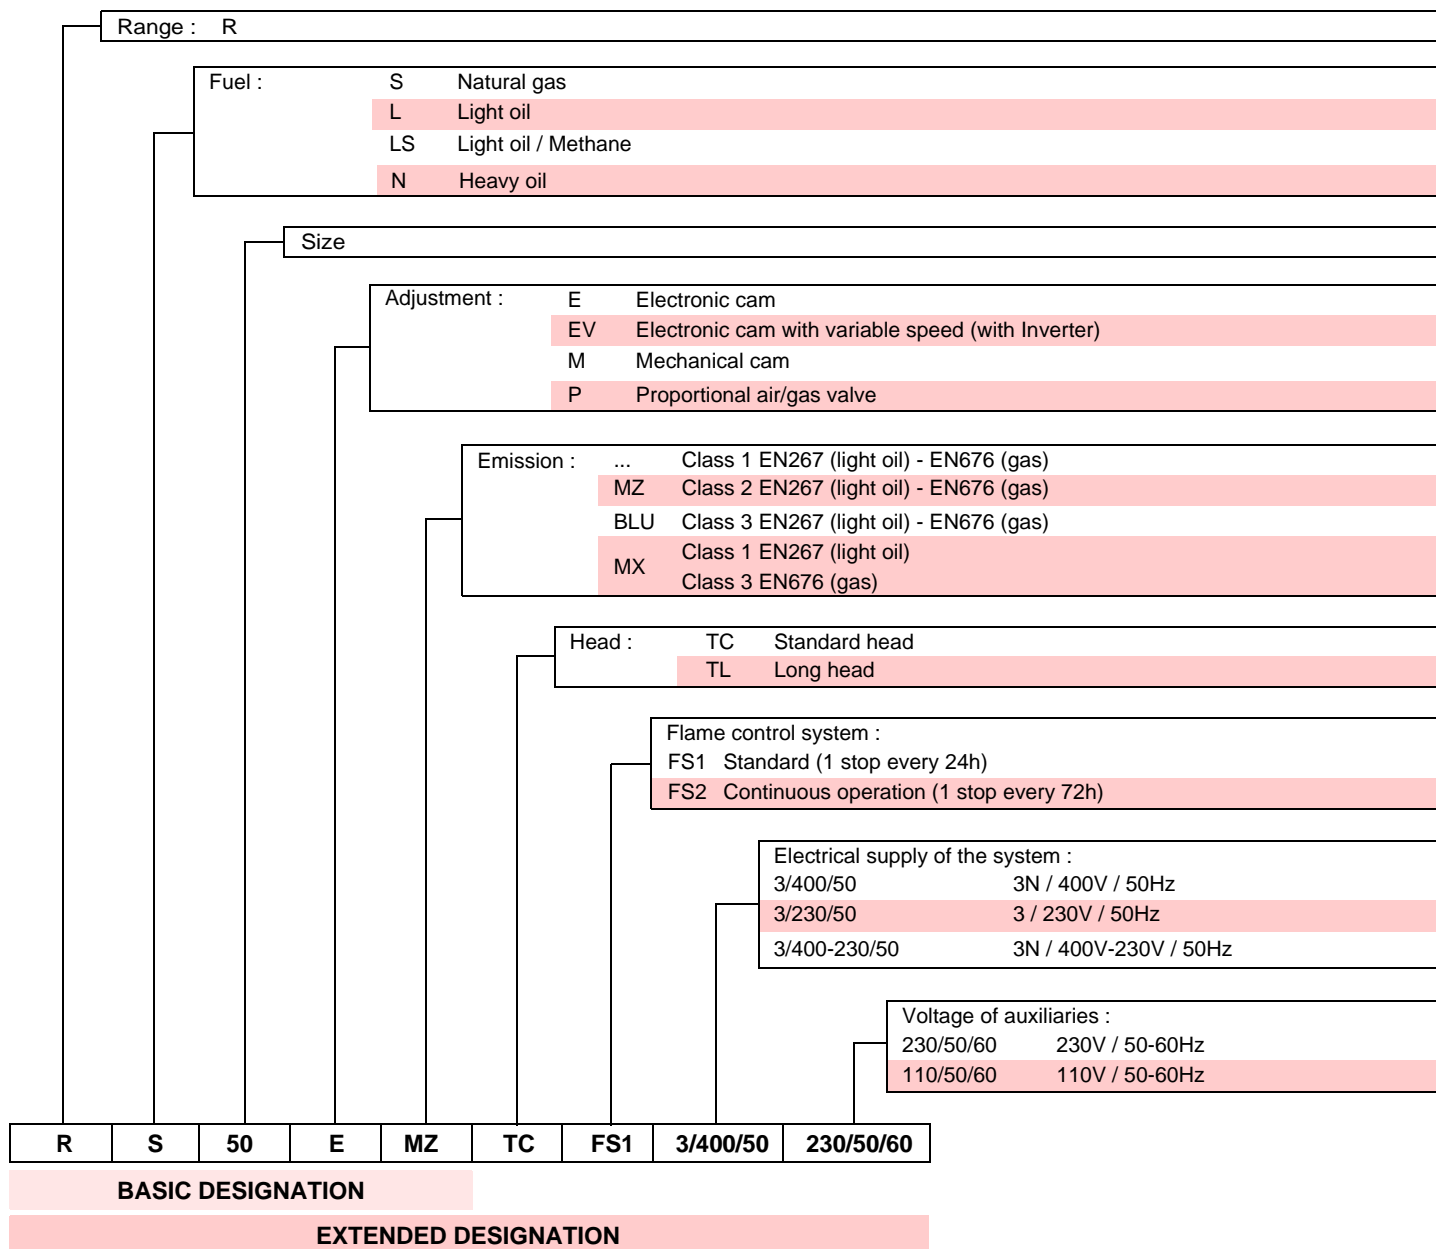 Range : R
Fuel : S Natural gas
L Light oil
LS Light oil / Methane
N Heavy oil
Size
Adjustment : E Electronic cam
EV Electronic cam with variable speed (with Inverter)
M Mechanical cam
P Proportional air/gas valve
Emission : ... Class 1 EN267 (light oil) - EN676 (gas)
MZ Class 2 EN267 (light oil) - EN676 (gas)
BLU Class 3 EN267 (light oil) - EN676 (gas)
MX Class 1 EN267 (light oil)
Class 3 EN676 (gas)
Head : TC Standard head
TL Long head
Flame control system :
FS1 Standard (1 stop every 24h)
FS2 Continuous operation (1 stop every 72h)
Electrical supply of the system :
3/400/50 3N / 400V / 50Hz
3/230/50 3 / 230V / 50Hz
3/400-230/50 3N / 400V-230V / 50Hz
Voltage of auxiliaries :
230/50/60 230V / 50-60Hz
110/50/60 110V / 50-60Hz
R S 50 E MZ TC FS1 3/400/50 230/50/60
BASIC DESIGNATION
EXTENDED DESIGNATION